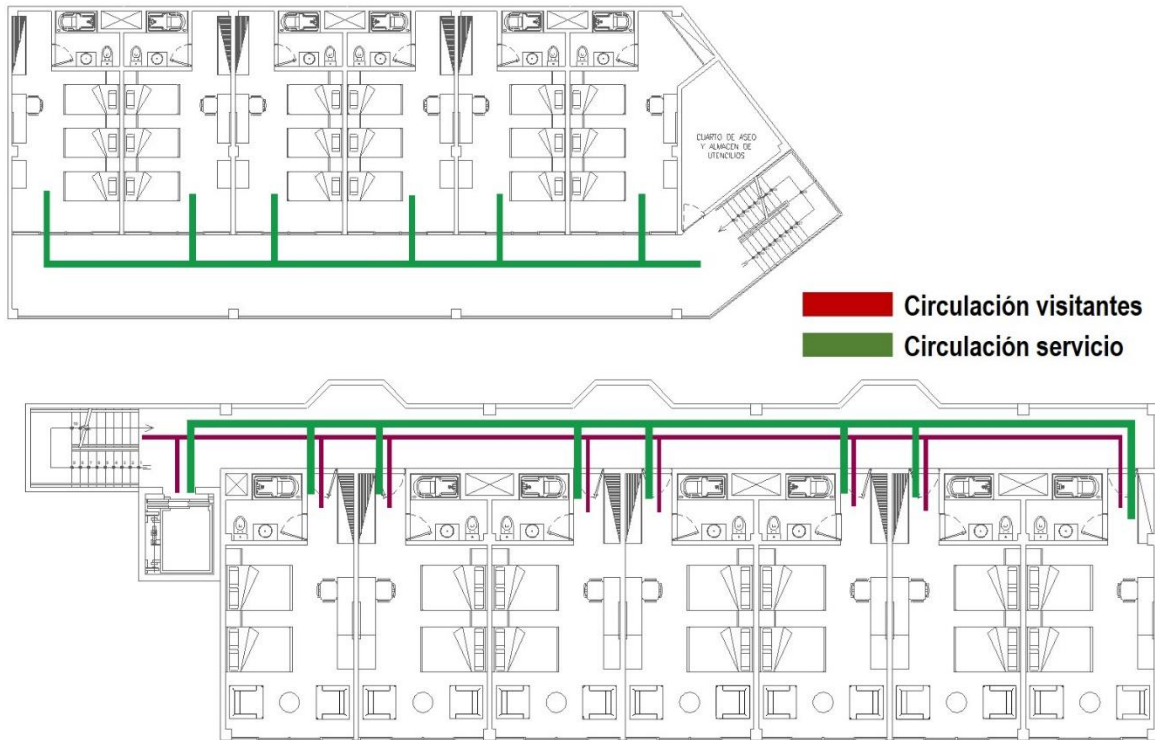 CUARTO DE ASEO
Y ALMACEN DE
UTENCILIOS
Circulación visitantes
Circulación servicio